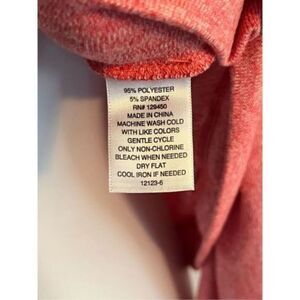 95% POLYESTER
5% SPANDEX
RN# 129450
MADE IN CHINA
MACHINE WASH COLD
WITH LIKE COLORS
GENTLE CYCLE
ONLY NON-CHLORINE
BLEACH WHEN NEEDED
DRY FLAT
COOL IRON IF NEEDED
12123-6